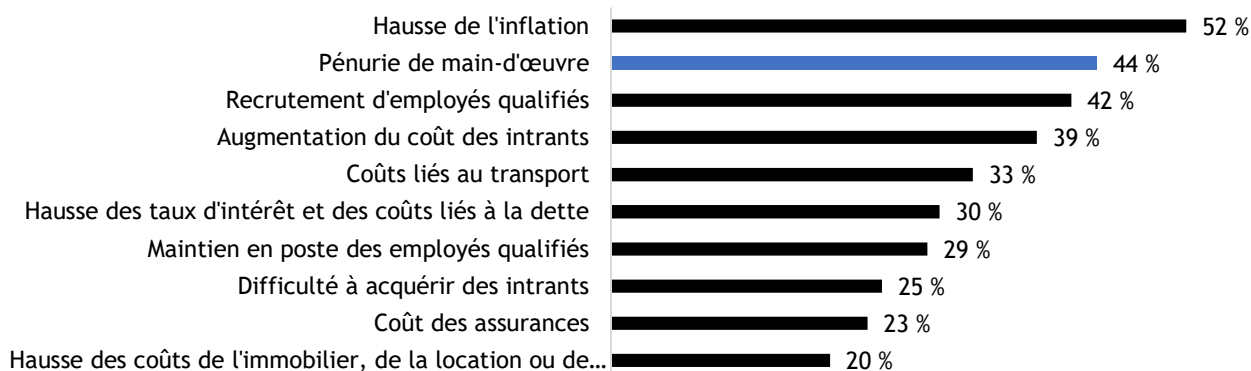 Hausse de l'inflation 52 %
Pénurie de main-d'œuvre 44 %
Recrutement d'employés qualifiés 42 %
Augmentation du coût des intrants 39 %
Coûts liés au transport 33 %
Hausse des taux d'intérêt et des coûts liés à la dette 30 %
Maintien en poste des employés qualifiés 29 %
Difficulté à acquérir des intrants 25 %
Coût des assurances 23 %
Hausse des coûts de l'immobilier, de la location ou de… 20 %